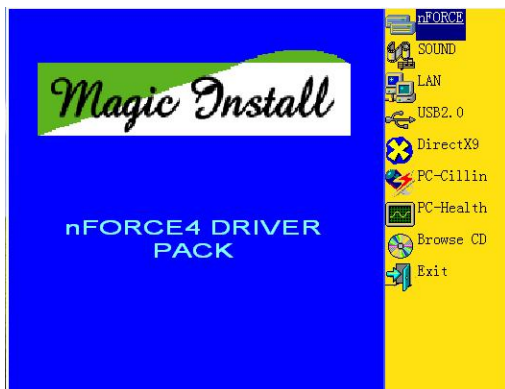 Magic Install
nFORCE4 DRIVER
PACK
nFORCE
SOUND
LAN
USB2.0
DirectX9
PC-Cillin
PC-Health
Browse CD
Exit